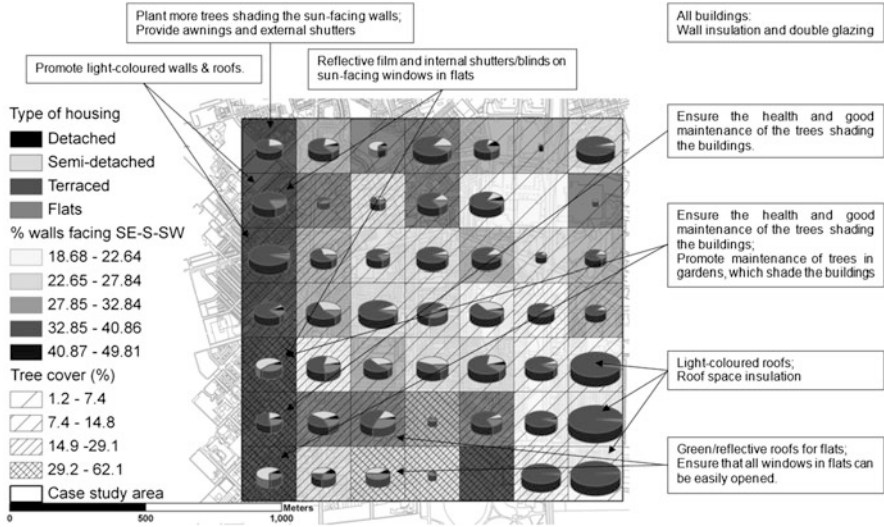 Plant more trees shading the sun-facing walls;
Provide awnings and external shutters
All buildings:
Wall insulation and double glazing
Promote light-coloured walls & roofs.
Reflective film and internal shutters/blinds on
sun-facing windows in flats
Type of housing
Detached
Semi-detached
Terraced
Flats
% walls facing SE-S-SW
18.68 - 22.64
22.65 - 27.84
27.85 - 32.84
32.85 - 40.86
40.87 - 49.81
Tree cover (%)
1.2 - 7.4
7.4 - 14.8
14.9 -29.1
29.2 - 62.1
Case study area
Meters
0
500
1,000
Ensure the health and good
maintenance of the trees shading
the buildings.
Ensure the health and good
maintenance of the trees shading
the buildings;
Promote maintenance of trees in
gardens, which shade the buildings
Light-coloured roofs;
Roof space insulation
Green/reflective roofs for flats;
Ensure that all windows in flats can
be easily opened.